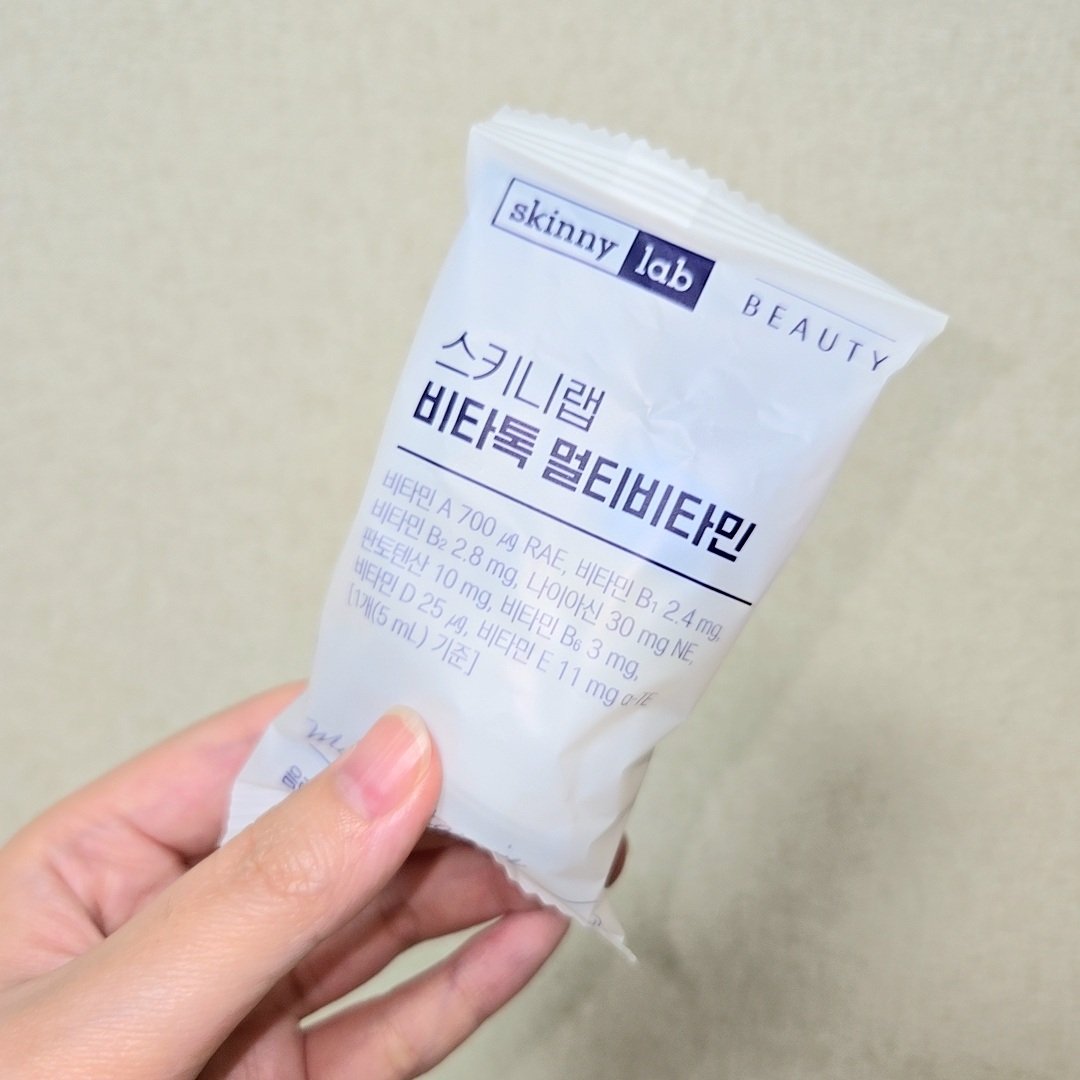 skinny lab
BEAUTY
스키니랩
비타톡 멀티비타민
비타민 A 700 ㎍ RAE, 비타민 B₁ 2.4 mg,
비타민 B₂ 2.8 mg, 나이아신 30 mg NE,
판토텐산 10 mg, 비타민 B₆ 3 mg,
비타민 D 25 ㎍, 비타민 E 11 mg α-TE
[1개(5 mL) 기준]